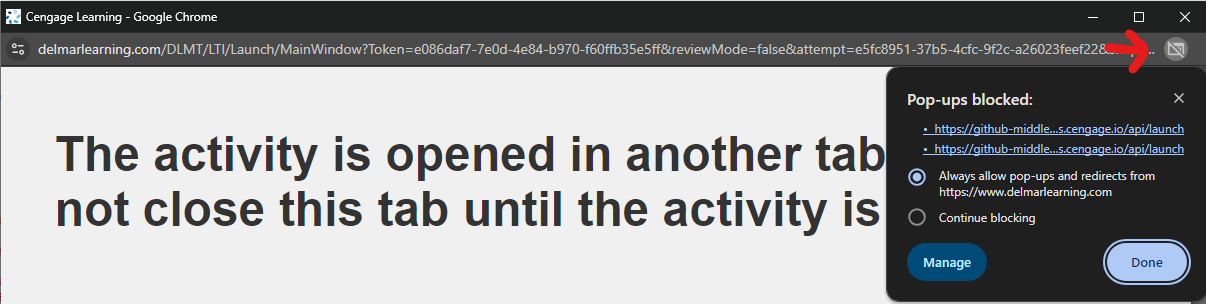 Cengage Learning - Google Chrome
delmarlearning.com/DLMT/LTI/Launch/MainWindow?Token=e086daf7-7e0d-4e84-b970-f60ffb35e5ff&reviewMode=false&attempt=e5fc8951-37b5-4cfc-9f2c-a26023feef22&
The activity is opened in another tab
not close this tab until the activity is
Pop-ups blocked:
• https://github-middle...s.cengage.io/api/launch
• https://github-middle...s.cengage.io/api/launch
Always allow pop-ups and redirects from
https://www.delmarlearning.com
Continue blocking
Manage
Done